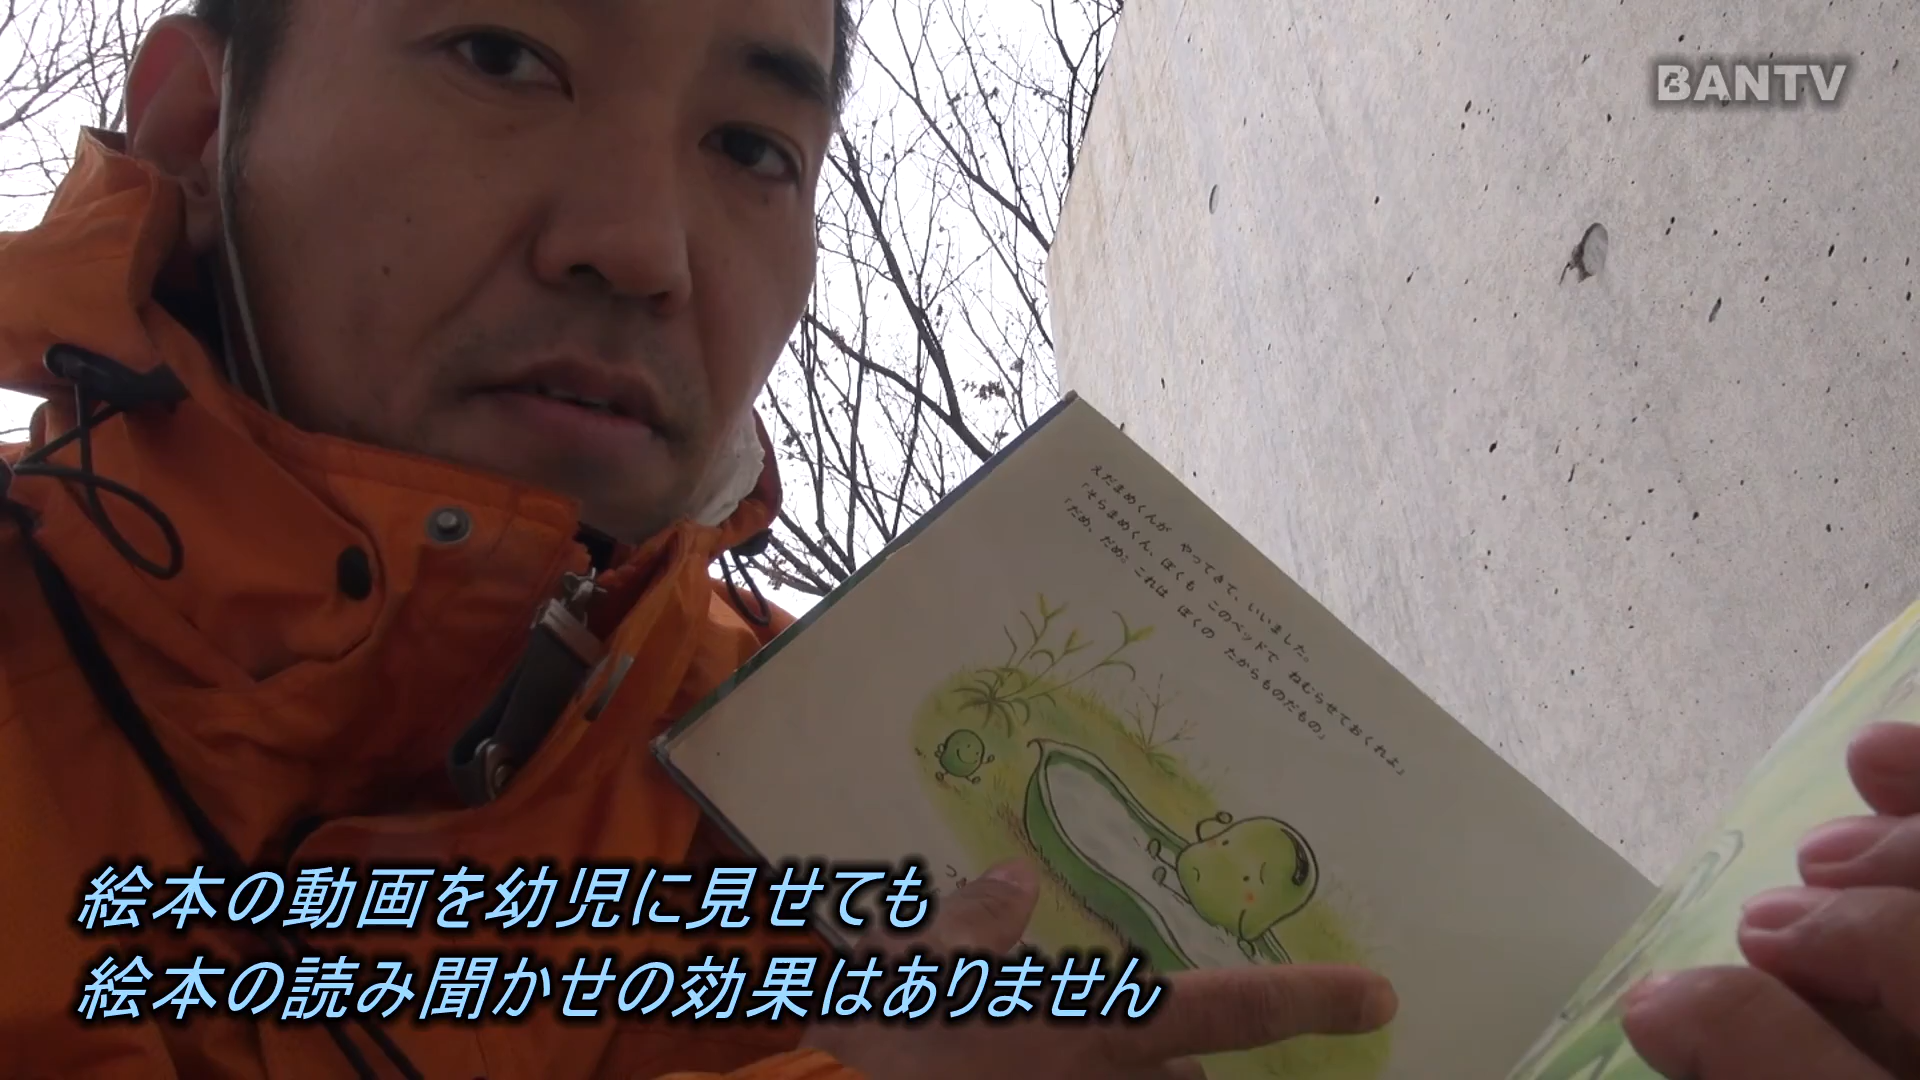 BANTV
えだまめくんが やってきて、いいました。
「そらまめくん、ぼくも このベッドで ねむらせておくれよ」
「だめ、だめ。これは ぼくの たからものだもの」
絵本の動画を幼児に見せても
絵本の読み聞かせの効果はありません